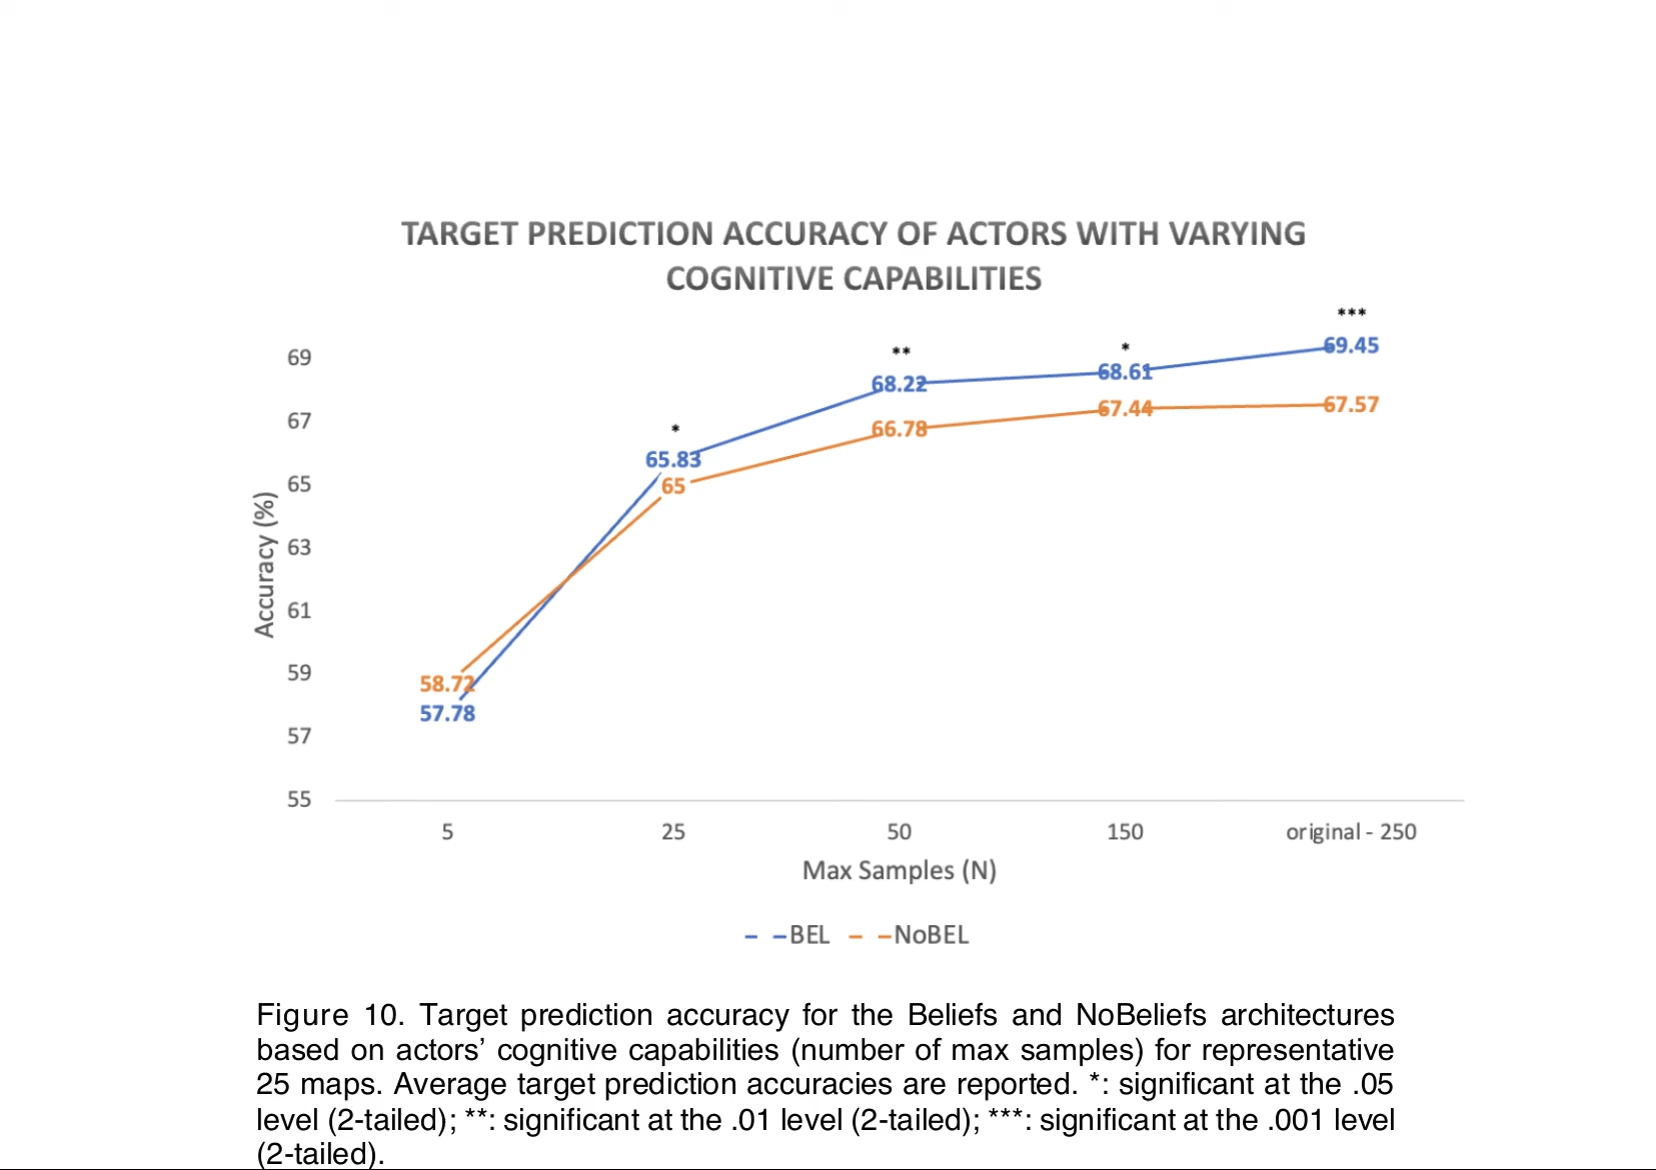 TARGET PREDICTION ACCURACY OF ACTORS WITH VARYING
COGNITIVE CAPABILITIES
***
69.45
69
**
*
68.22
68.61
67.57
67.44
67
66.78
*
65.83
65
65
Accuracy (%)
63
61
59
58.72
57.78
57
55
5
25
50
150
original - 250
Max Samples (N)
BEL
NoBEL
Figure 10. Target prediction accuracy for the Beliefs and NoBeliefs architectures
based on actors’ cognitive capabilities (number of max samples) for representative
25 maps. Average target prediction accuracies are reported. *: significant at the .05
level (2-tailed); **: significant at the .01 level (2-tailed); ***: significant at the .001 level
(2-tailed).